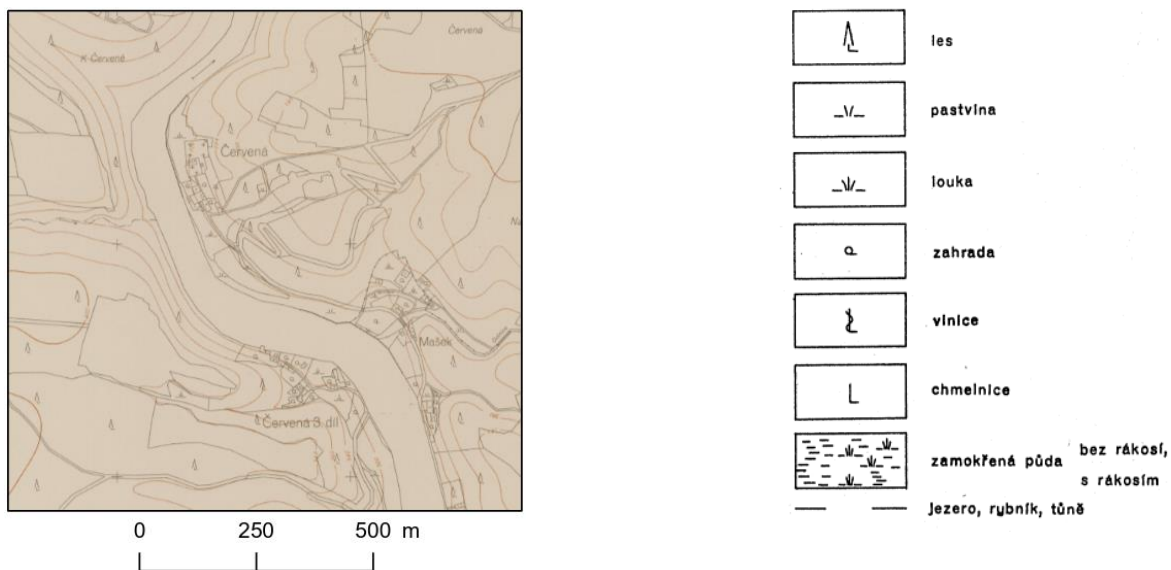 Červená
K Červené
Červená
Mašek
Červená 3. díl
0 250 500 m
les
pastvina
louka
zahrada
vinice
chmelnice
zamokřená půda bez rákosí,
s rákosím
jezero, rybník, tůně